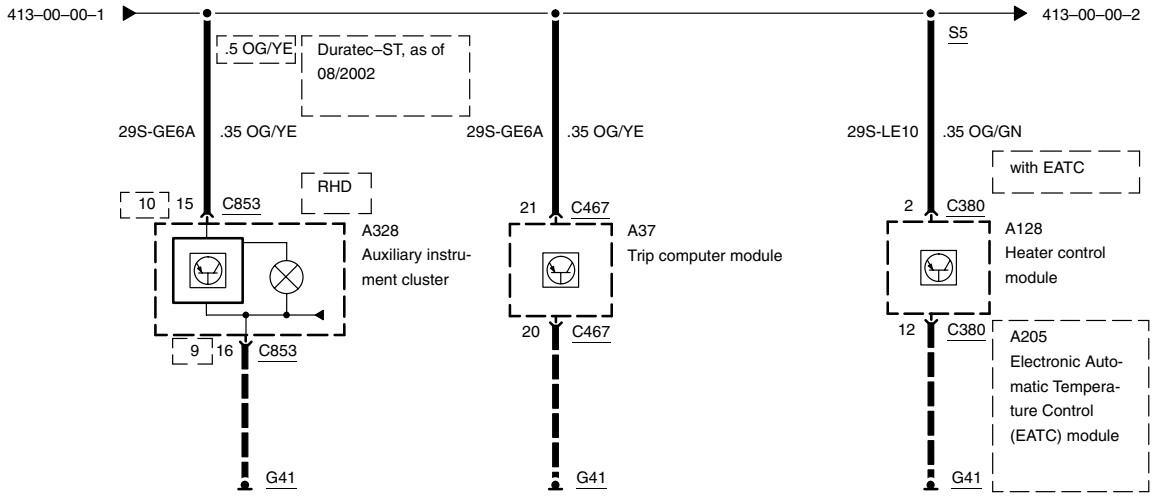 413–00–00–1
413–00–00–2
S5
.5 OG/YE
Duratec–ST, as of
08/2002
29S-GE6A
.35 OG/YE
29S-GE6A
.35 OG/YE
29S-LE10
.35 OG/GN
with EATC
RHD
10
15
C853
21
C467
2
C380
A328
Auxiliary instru-
ment cluster
A37
Trip computer module
A128
Heater control
module
9
16
C853
20
C467
12
C380
A205
Electronic Auto-
matic Tempera-
ture Control
(EATC) module
G41
G41
G41